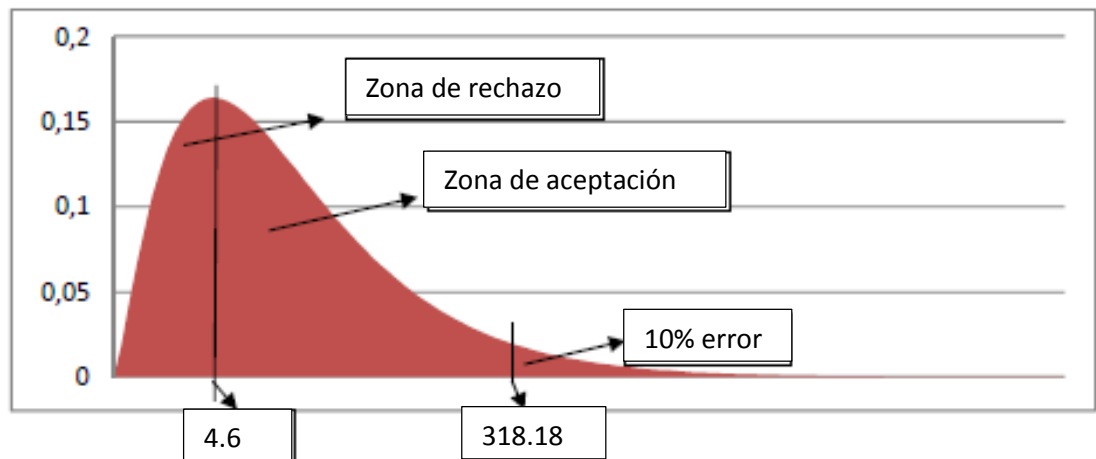 0,2
Zona de rechazo
0,15
Zona de aceptación
0,1
0,05
10% error
0
4.6
318.18